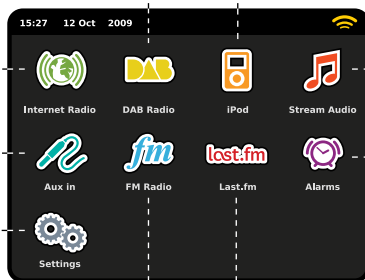 15:27 12 Oct 2009
DAB
Internet Radio DAB Radio iPod Stream Audio
fm last.fm
Aux in FM Radio Last.fm Alarms
Settings